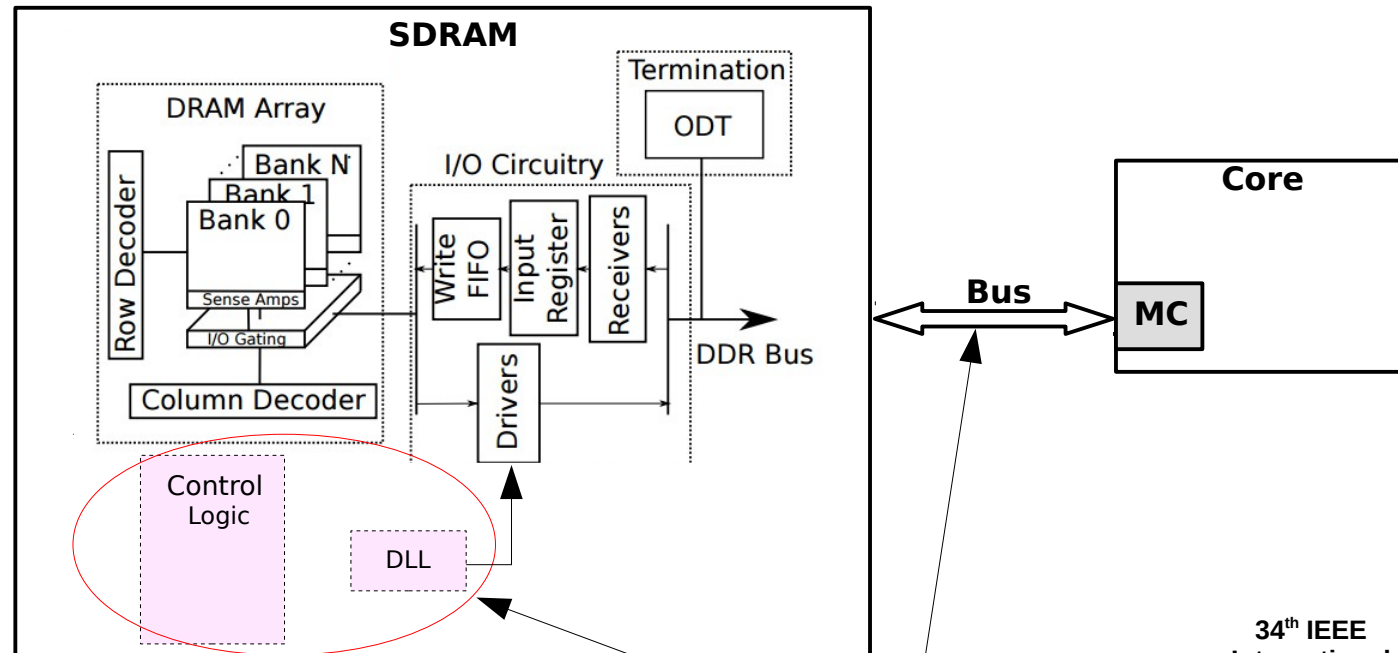 SDRAM
Termination
ODT
DRAM Array
Bank N
Bank 1
Bank 0
Sense Amps
I/O Gating
Row Decoder
Column Decoder
I/O Circuitry
Write
FIFO
Input
Register
Receivers
Drivers
DDR Bus
Bus
Core
MC
Control
Logic
DLL
34th IEEE
International